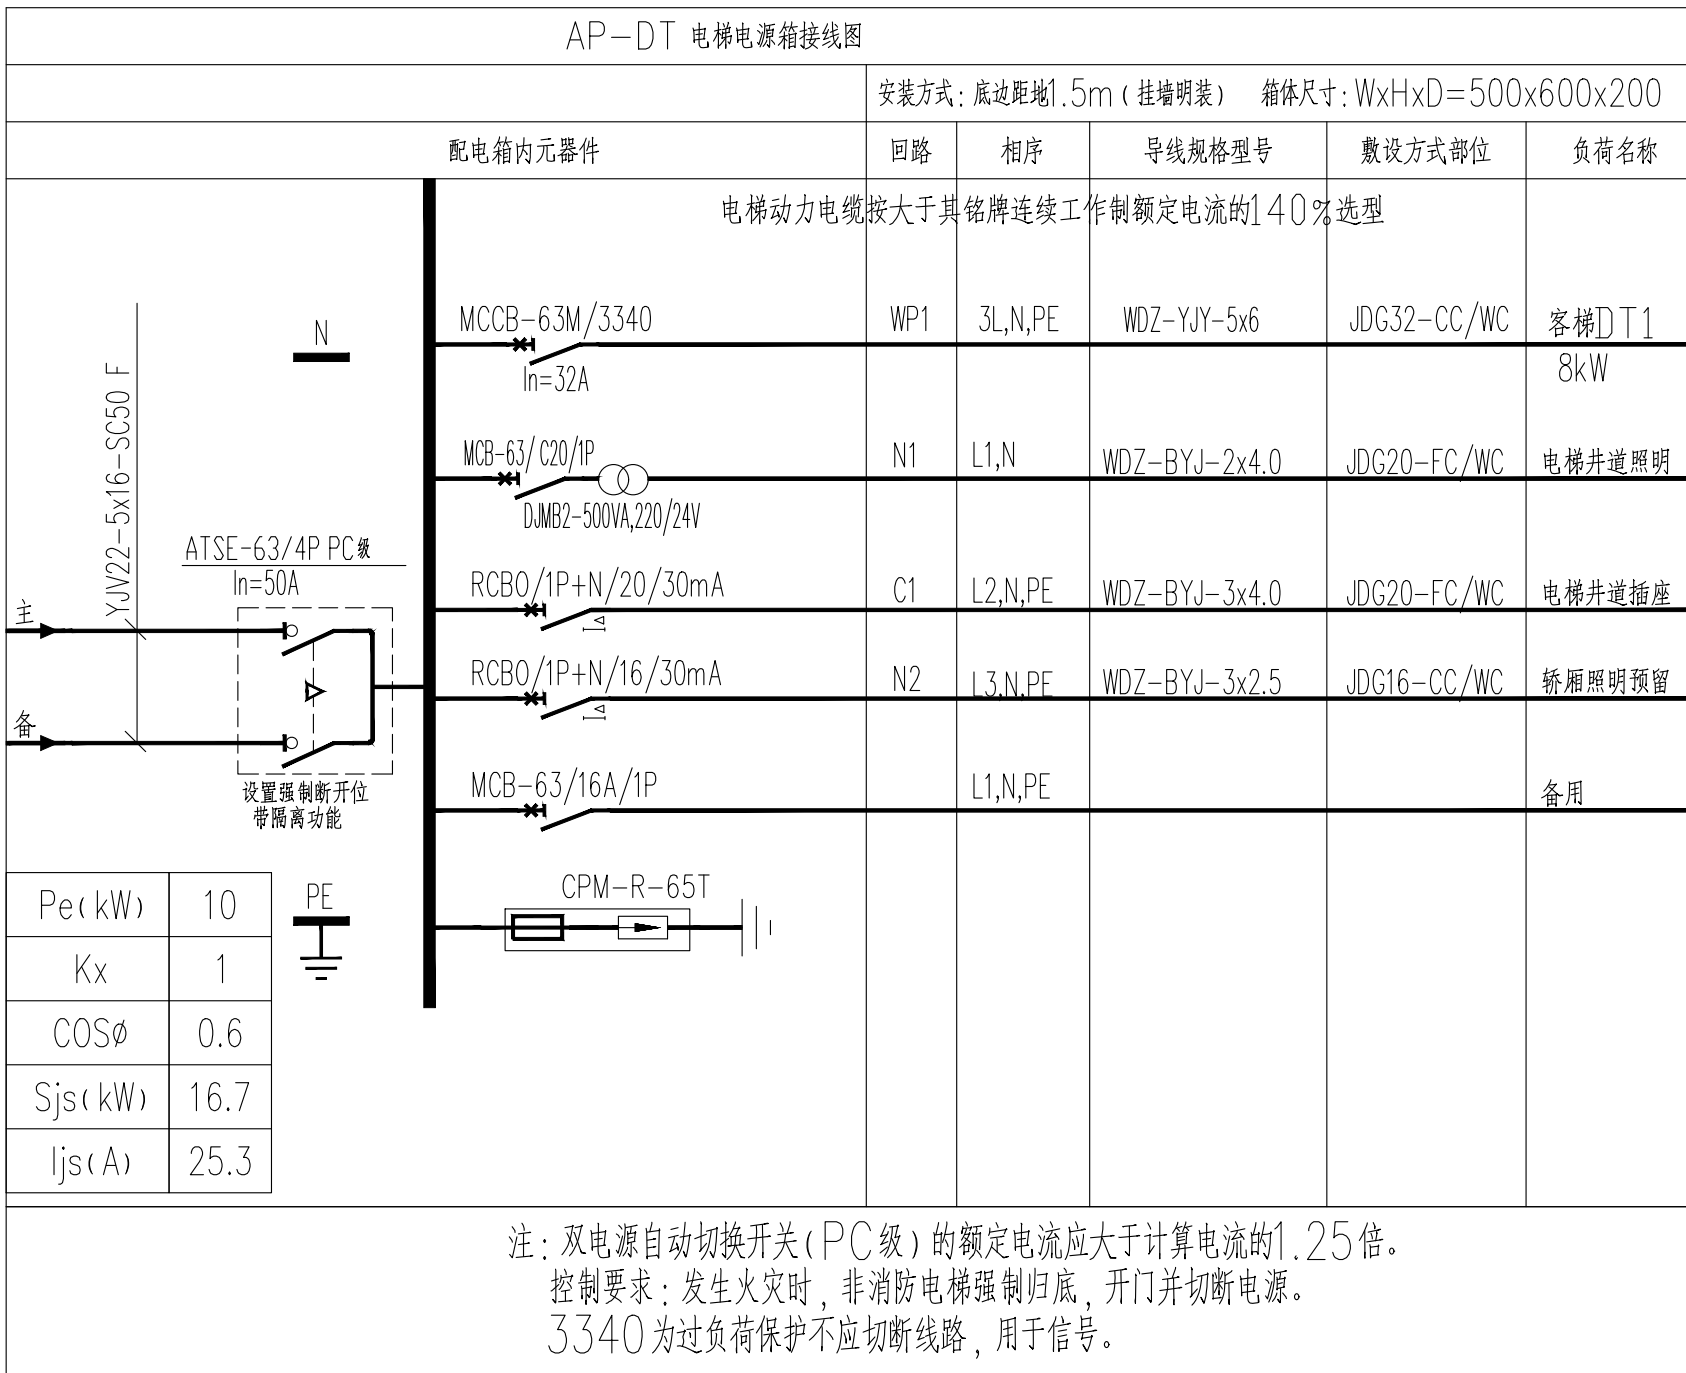 AP-DT 电梯电源箱接线图
安装方式:底边距地1.5m(挂墙明装) 箱体尺寸:WxHxD=500x600x200
配电箱内元器件 回路 相序 导线规格型号 敷设方式部位 负荷名称
电梯动力电缆按大于其铭牌连续工作制额定电流的140%选型
MCCB-63M/3340 WP1 3L,N,PE WDZ-YJY-5x6 JDG32-CC/WC 客梯DT1
In=32A 8kW
N
YJV22-5x16-SC50 F
MCB-63/C20/1P N1 L1,N WDZ-BYJ-2x4.0 JDG20-FC/WC 电梯井道照明
DJMB2-500VA,220/24V
ATSE-63/4P PC级
In=50A
RCBO/1P+N/20/30mA C1 L2,N,PE WDZ-BYJ-3x4.0 JDG20-FC/WC 电梯井道插座
主
RCBO/1P+N/16/30mA N2 L3,N,PE WDZ-BYJ-3x2.5 JDG16-CC/WC 轿厢照明预留
备
设置强制断开位
带隔离功能
MCB-63/16A/1P L1,N,PE 备用
CPM-R-65T
PE
Pe(kW) 10
Kx 1
COSø 0.6
Sjs(kW) 16.7
Ijs(A) 25.3
注:双电源自动切换开关(PC级)的额定电流应大于计算电流的1.25倍。
控制要求:发生火灾时,非消防电梯强制归底,开门并切断电源。
3340为过负荷保护不应切断线路,用于信号。